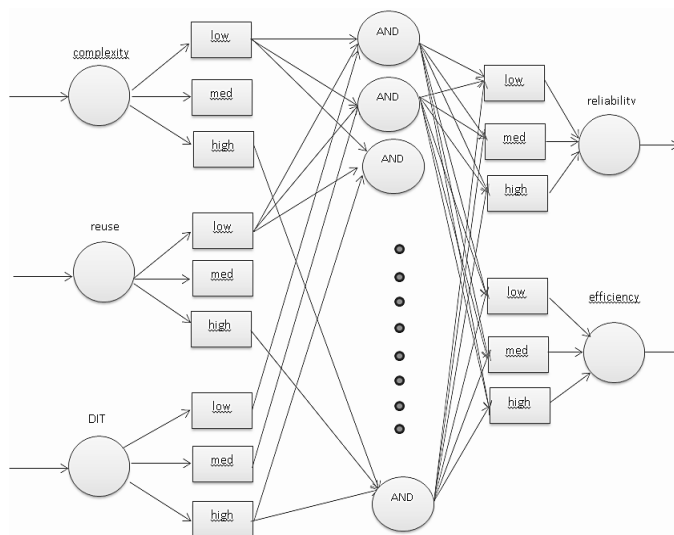 complexity
low
med
high
reuse
low
med
high
DIT
low
med
high
AND
AND
AND
AND
low
med
high
reliability
low
med
high
efficiency